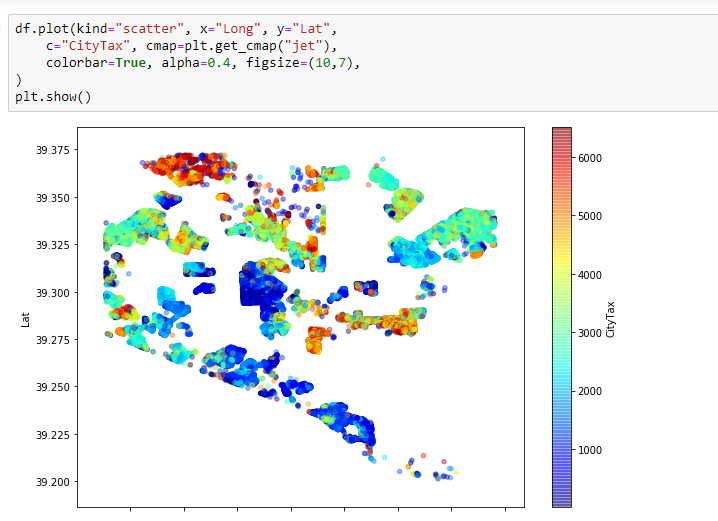 df.plot(kind="scatter", x="Long", y="Lat",
    c="CityTax", cmap=plt.get_cmap("jet"),
    colorbar=True, alpha=0.4, figsize=(10,7),
)
plt.show()
39.375
39.350
39.325
39.300
39.275
39.250
39.225
39.200
Lat
6000
5000
4000
3000
2000
1000
CityTax